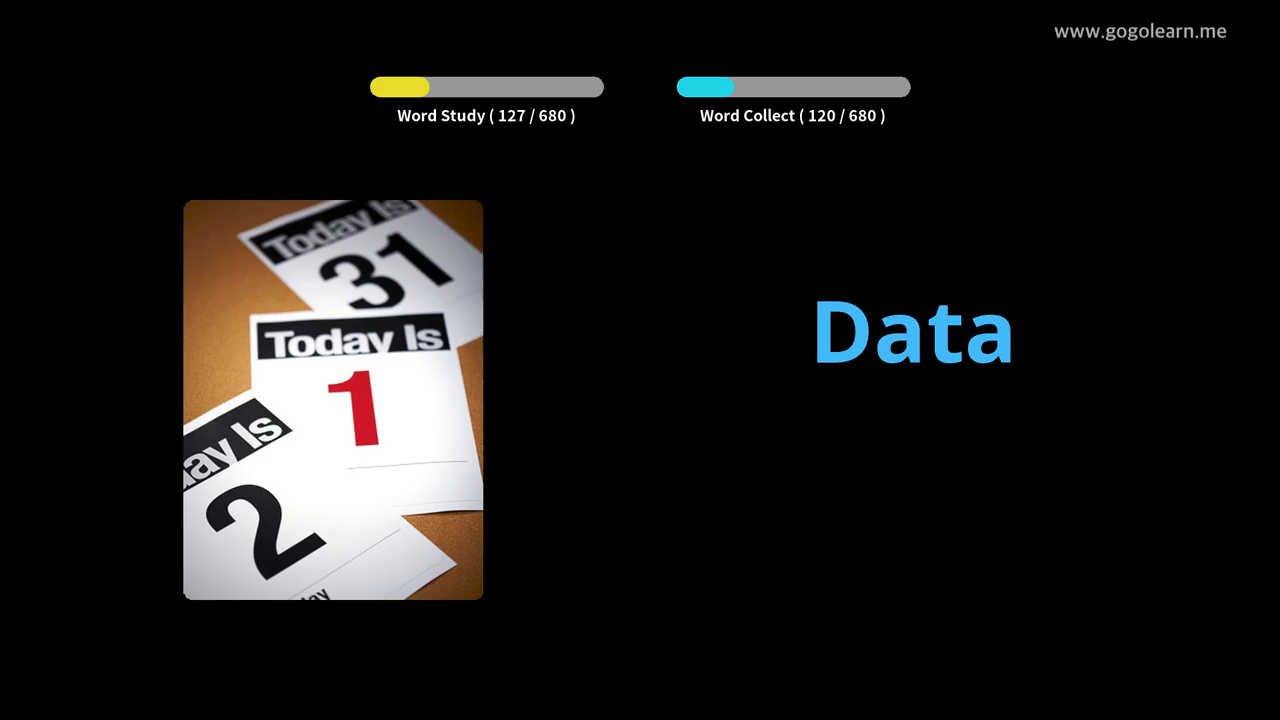 www.gogolearn.me
Word Study ( 127 / 680 )
Word Collect ( 120 / 680 )
Today Is
31
Today Is
1
ay Is
2
ay
Data